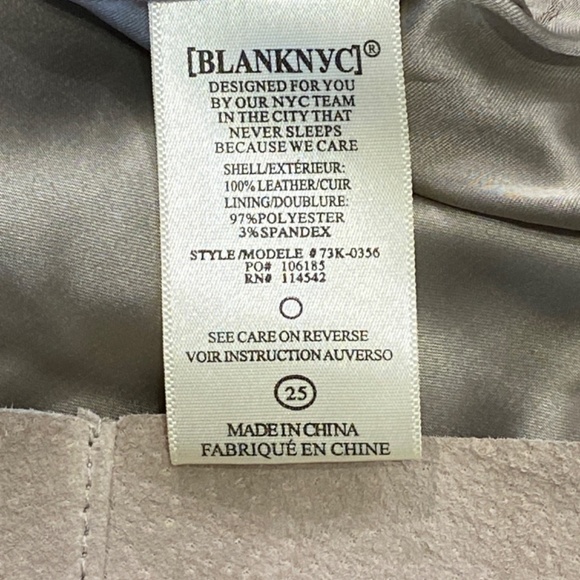 [BLANKNYC]®
DESIGNED FOR YOU
BY OUR NYC TEAM
IN THE CITY THAT
NEVER SLEEPS
BECAUSE WE CARE
SHELL/EXTÉRIEUR:
100% LEATHER/CUIR
LINING/DOUBLURE:
97%POLYESTER
3%SPANDEX
STYLE/MODELE #73K-0356
PO# 106185
RN# 114542
SEE CARE ON REVERSE
VOIR INSTRUCTION AUVERSO
25
MADE IN CHINA
FABRIQUÉ EN CHINE